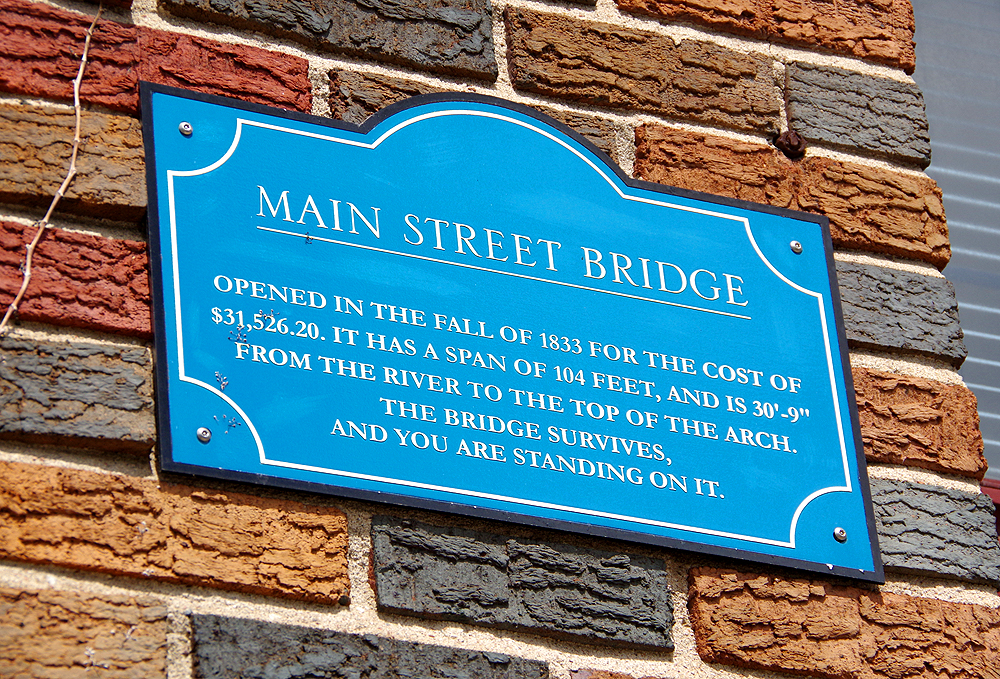 MAIN STREET BRIDGE
OPENED IN THE FALL OF 1833 FOR THE COST OF
$31,526.20. IT HAS A SPAN OF 104 FEET, AND IS 30'-9"
FROM THE RIVER TO THE TOP OF THE ARCH.
THE BRIDGE SURVIVES,
AND YOU ARE STANDING ON IT.